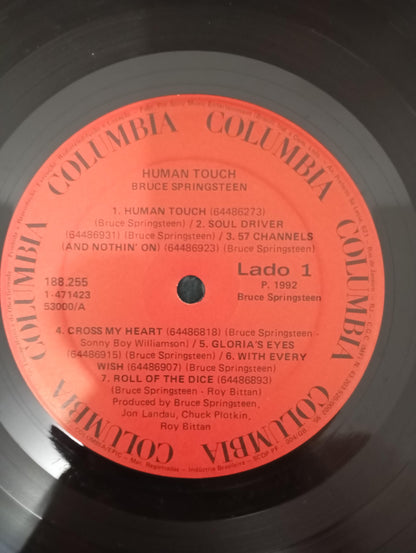 COLUMBIA COLUMBIA COLUMBIA COLUMBIA COLUMBIA COLUMBIA
HUMAN TOUCH
BRUCE SPRINGSTEEN
1. HUMAN TOUCH (64486273)
(Bruce Springsteen) / 2. SOUL DRIVER
(64486931) (Bruce Springsteen) / 3. 57 CHANNELS
(AND NOTHIN' ON) (64486923) (Bruce Springsteen)
188.255
1-471423
53000/A
Lado 1
P. 1992
Bruce Springsteen
4. CROSS MY HEART (64486818) (Bruce Springsteen -
Sonny Boy Williamson) / 5. GLORIA'S EYES
(64486915) (Bruce Springsteen) / 6. WITH EVERY
WISH (64486907) (Bruce Springsteen)
7. ROLL OF THE DICE (64486893)
(Bruce Springsteen - Roy Bittan)
Produced by Bruce Springsteen,
Jon Landau, Chuck Plotkin,
Roy Bittan
Indústria Brasileira